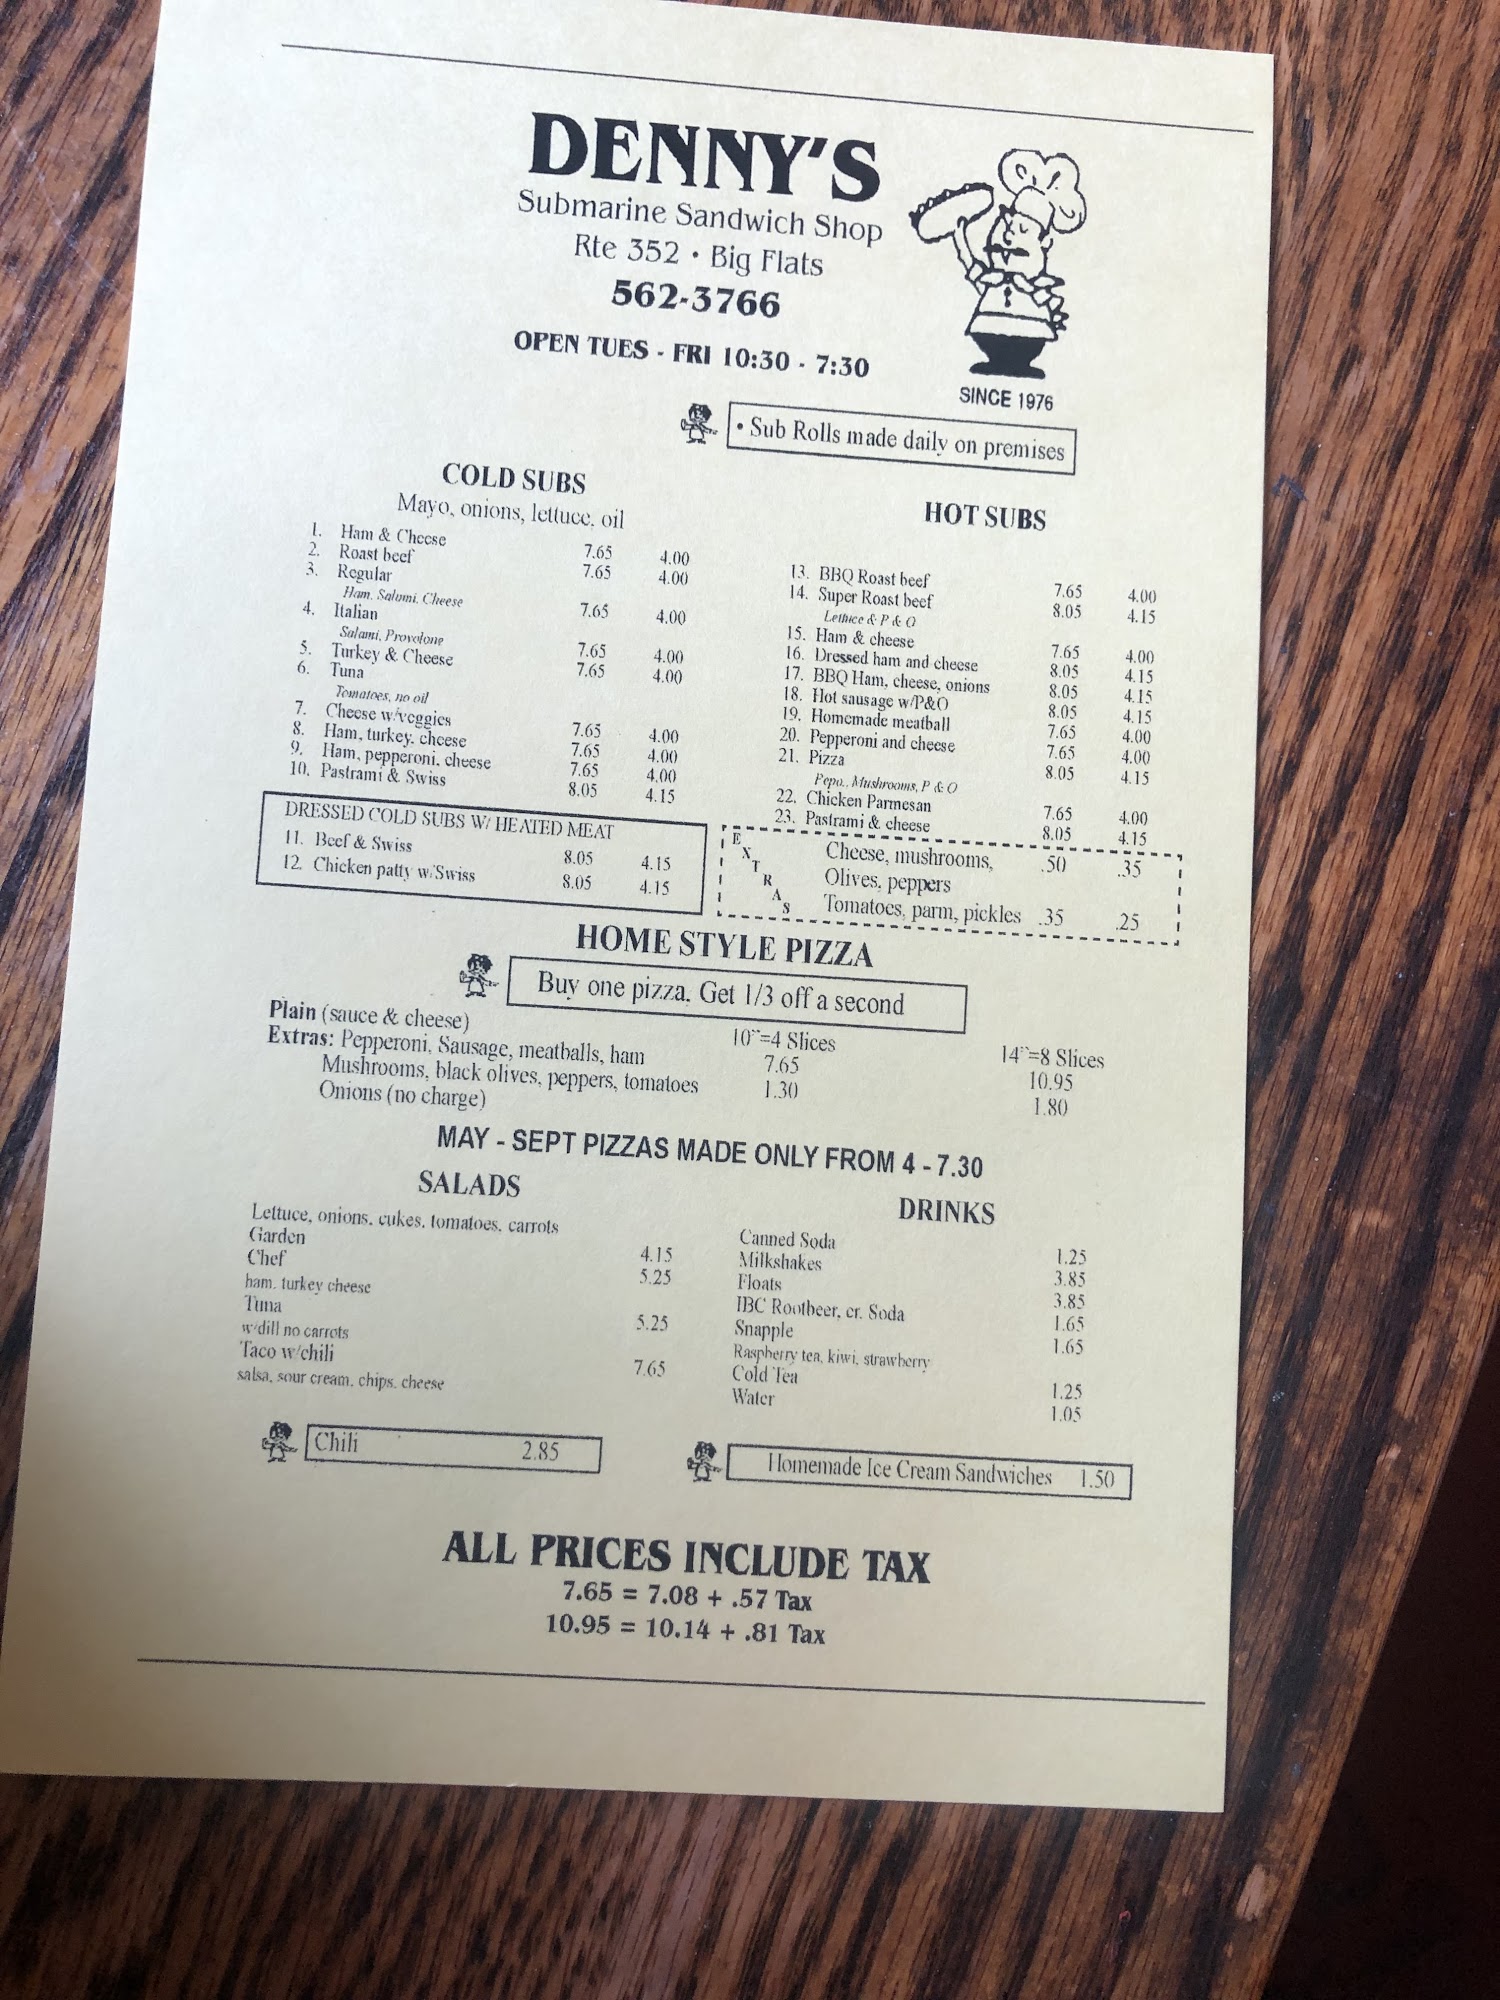 DENNY'S
Submarine Sandwich Shop
Rte 352 • Big Flats
562-3766
OPEN TUES - FRI 10:30 - 7:30
SINCE 1976
• Sub Rolls made daily on premises
COLD SUBS
Mayo, onions, lettuce, oil
1. Ham & Cheese 7.65 4.00
2. Roast beef 7.65 4.00
3. Regular 7.65 4.00
Ham, Salami, Cheese
4. Italian 7.65 4.00
Salami, Provolone
5. Turkey & Cheese 7.65 4.00
6. Tuna 7.65 4.00
Tomatoes, no oil
7. Cheese w/veggies 7.65 4.00
8. Ham, turkey, cheese 7.65 4.00
9. Ham, pepperoni, cheese 7.65 4.00
10. Pastrami & Swiss 8.05 4.15
DRESSED COLD SUBS W/ HEATED MEAT
11. Beef & Swiss 8.05 4.15
12. Chicken patty w/Swiss 8.05 4.15
HOT SUBS
13. BBQ Roast beef 7.65 4.00
14. Super Roast beef 8.05 4.15
Lettuce & P & O
15. Ham & cheese 7.65 4.00
16. Dressed ham and cheese 8.05 4.15
17. BBQ Ham, cheese, onions 8.05 4.15
18. Hot sausage w/P&O 8.05 4.15
19. Homemade meatball 7.65 4.00
20. Pepperoni and cheese 7.65 4.00
21. Pizza 8.05 4.15
Pepp., Mushrooms, P & O
22. Chicken Parmesan 7.65 4.00
23. Pastrami & cheese 8.05 4.15
EXTRAS
Cheese, mushrooms, .50 .35
Olives, peppers
Tomatoes, parm, pickles .35 .25
HOME STYLE PIZZA
Buy one pizza, Get 1/3 off a second
10"=4 Slices 14"=8 Slices
Plain (sauce & cheese) 7.65 10.95
Extras: Pepperoni, Sausage, meatballs, ham 1.30 1.80
Mushrooms, black olives, peppers, tomatoes
Onions (no charge)
MAY - SEPT PIZZAS MADE ONLY FROM 4 - 7.30
SALADS
Lettuce, onions, cukes, tomatoes, carrots
Garden 4.15
Chef 5.25
ham, turkey cheese
Tuna 5.25
w/dill no carrots
Taco w/chili 7.65
salsa, sour cream, chips, cheese
DRINKS
Canned Soda 1.25
Milkshakes 3.85
Floats 3.85
IBC Rootbeer, cr. Soda 1.65
Snapple 1.65
Raspberry tea, kiwi, strawberry
Cold Tea 1.25
Water 1.05
Chili 2.85
Homemade Ice Cream Sandwiches 1.50
ALL PRICES INCLUDE TAX
7.65 = 7.08 + .57 Tax
10.95 = 10.14 + .81 Tax